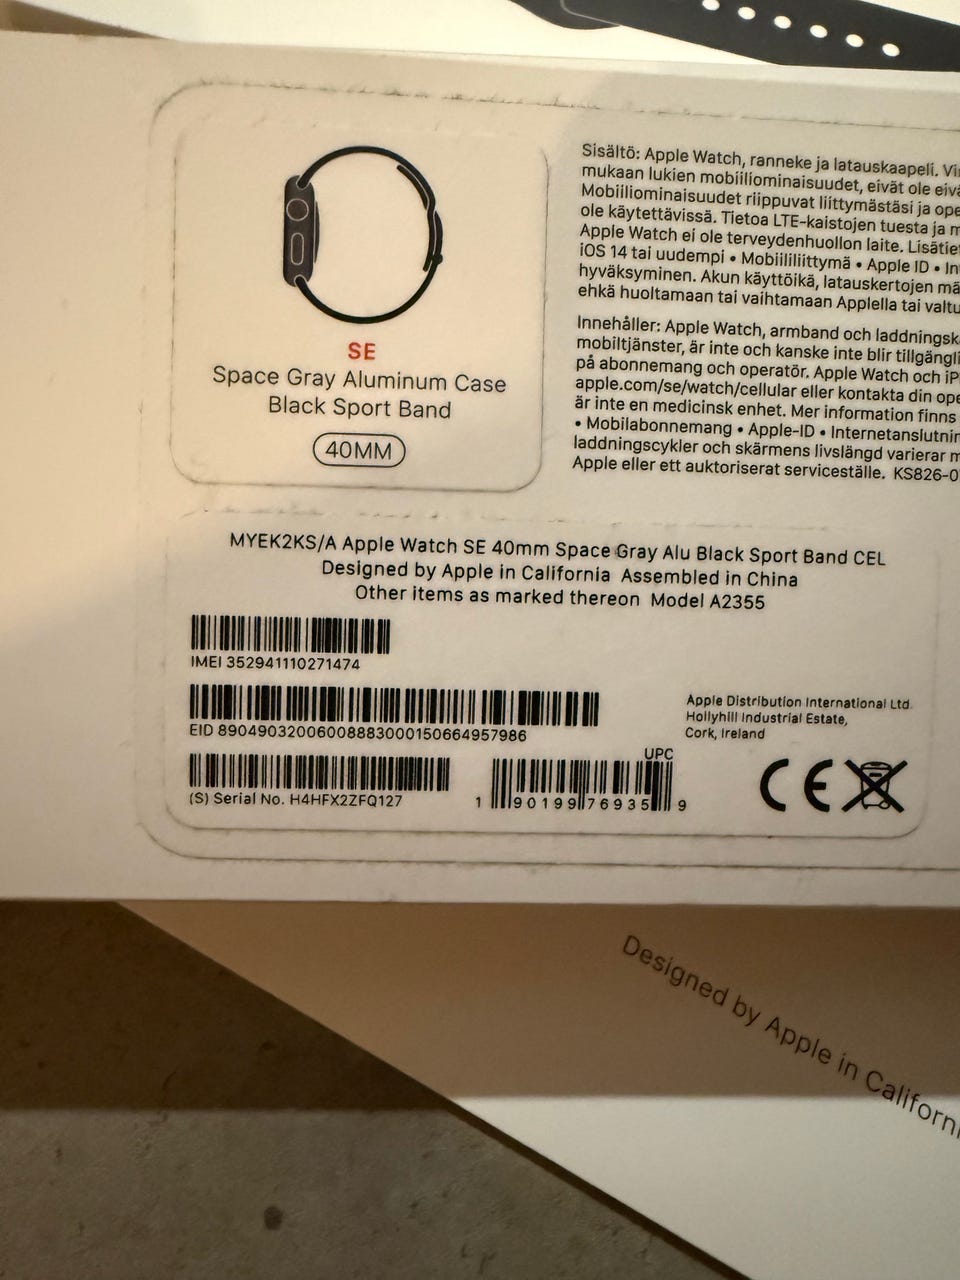 SE
Space Gray Aluminum Case
Black Sport Band
40MM
Sisältö: Apple Watch, ranneke ja latauskaapeli.
mukaan lukien mobiiliominaisuudet, eivät ole
Mobiiliominaisuudet riippuvat liittymästäsi ja
ole käytettävissä. Tietoa LTE-kaistojen tuesta ja
Apple Watch ei ole terveydenhuollon laite.
iOS 14 tai uudempi • Mobiililiittymä • Apple ID •
hyväksyminen. Akun käyttöikä, latauskertojen
ehkä huoltamaan tai vaihtamaan Applella tai
Innehåller: Apple Watch, armband och
mobiltjänster, är inte och kanske inte blir
på abonnemang och operatör. Apple Watch och
apple.com/se/watch/cellular eller kontakta din
är inte en medicinsk enhet. Mer information finns
• Mobilabonnemang • Apple-ID •
laddningscykler och skärmens livslängd varierar
Apple eller ett auktoriserat serviceställe. KS826-0
MYEK2KS/A Apple Watch SE 40mm Space Gray Alu Black Sport Band CEL
Designed by Apple in California Assembled in China
Other items as marked thereon Model A2355
IMEI 352941110271474
EID 89049032006008883000150664957986
(S) Serial No. H4HFX2ZFQ127
UPC
1 90199 76935 9
Apple Distribution International Ltd.
Hollyhill Industrial Estate,
Cork, Ireland
CE
Designed by Apple in Californi